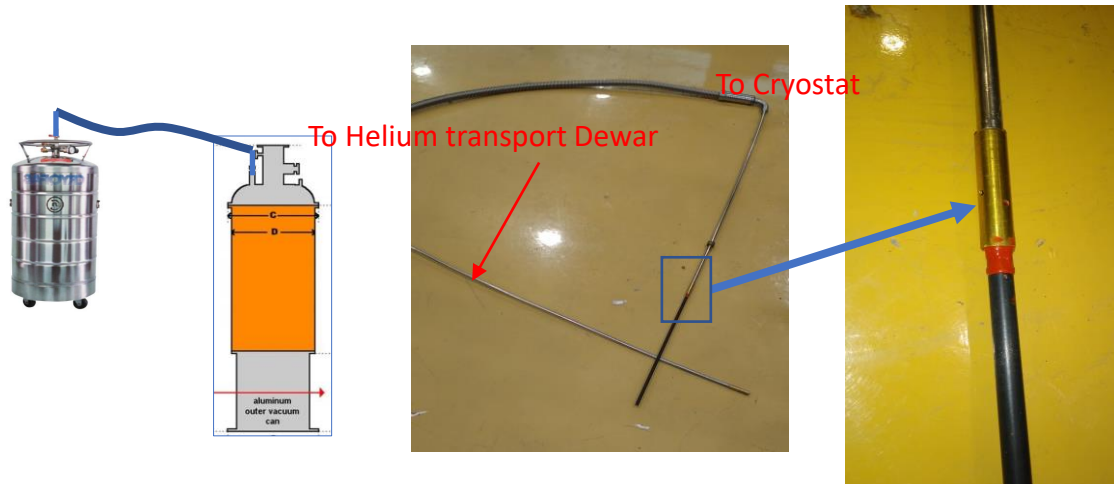 To Helium transport Dewar
To Cryostat
C
D
aluminum
outer vacuum
can